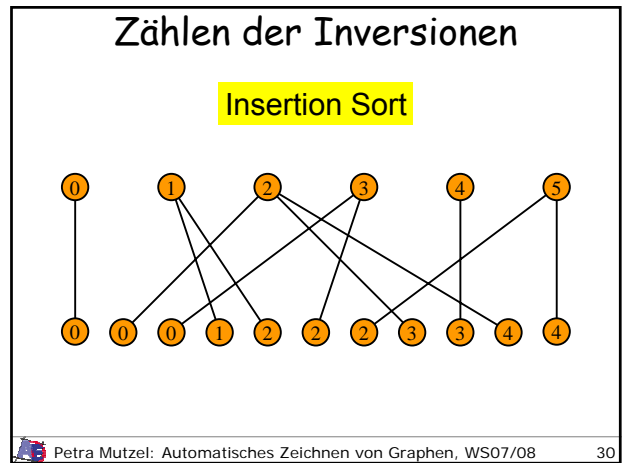 Zählen der Inversionen
Insertion Sort
0 1 2 3 4 5
0 0 0 1 2 2 2 3 3 4 4
Petra Mutzel: Automatisches Zeichnen von Graphen, WS07/08 30